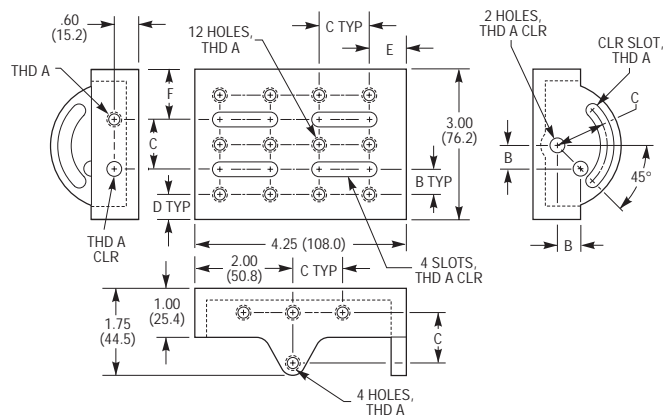 .60
(15.2)
THD A
F
C
THD A
CLR
12 HOLES,
THD A
C TYP
E
3.00
(76.2)
B TYP
D TYP
4.25 (108.0)
4 SLOTS,
THD A CLR
2 HOLES,
THD A CLR
CLR SLOT,
THD A
C
B
45°
B
2.00
(50.8)
C TYP
1.00
(25.4)
1.75
(44.5)
C
4 HOLES,
THD A